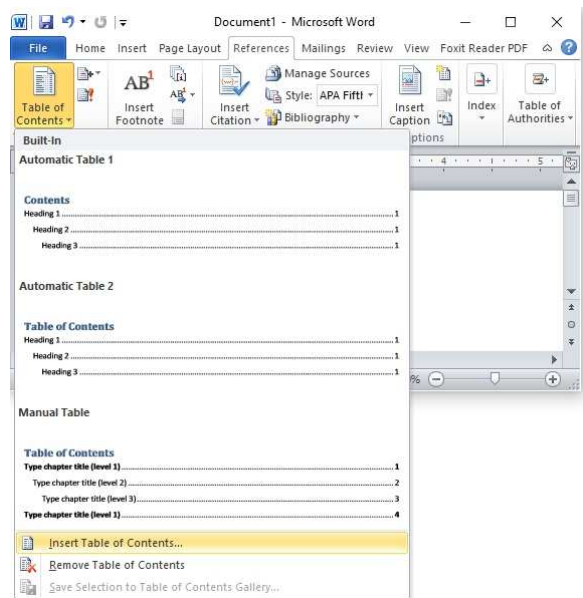 Document1 - Microsoft Word
File Home Insert Page Layout References Mailings Review View Foxit Reader PDF
Table of Contents
AB1
Insert Footnote
AB
Insert Citation
Manage Sources
Style: APA Fifth
Bibliography
Insert Caption
Index
Table of Authorities
ptions
Built-In
4 5
Automatic Table 1
Contents
Heading 1 1
Heading 2 1
Heading 3 1
Automatic Table 2
Table of Contents
Heading 1 1
Heading 2 1
Heading 3 1
%
Manual Table
Table of Contents
Type chapter title (level 1) 1
Type chapter title (level 2) 2
Type chapter title (level 3) 3
Type chapter title (level 1) 4
Insert Table of Contents...
Remove Table of Contents
Save Selection to Table of Contents Gallery...